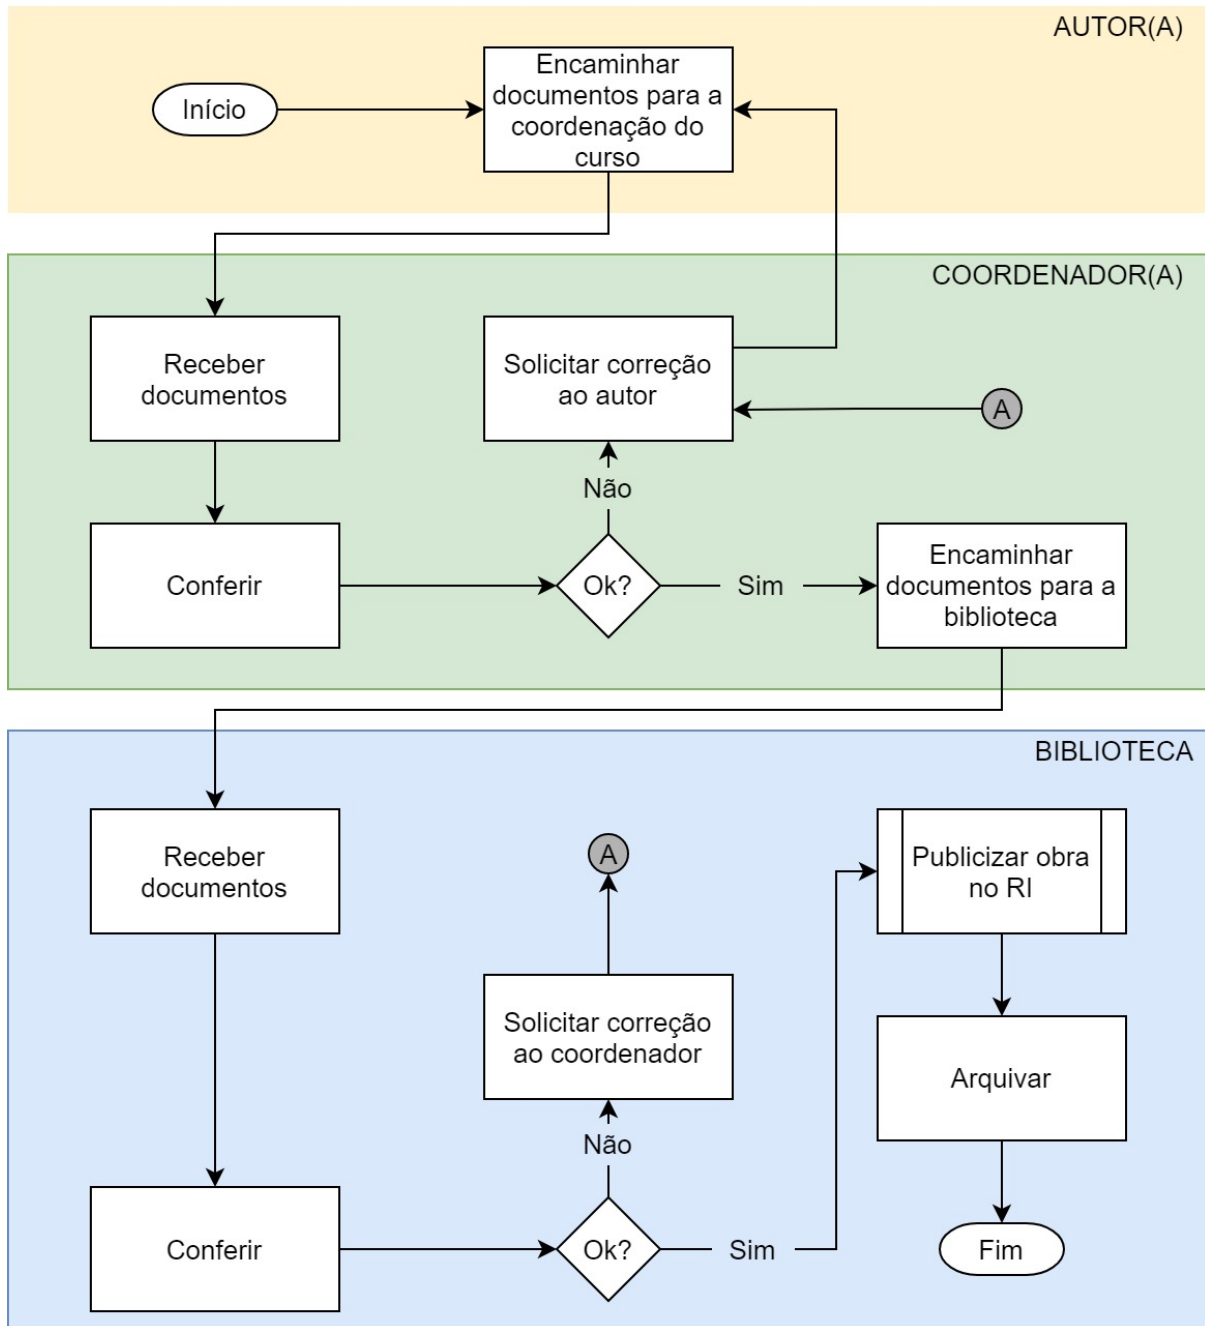 AUTOR(A)
Início
Encaminhar
documentos para a
coordenação do
curso
COORDENADOR(A)
Receber
documentos
Solicitar correção
ao autor
A
Não
Conferir
Ok?
Sim
Encaminhar
documentos para a
biblioteca
BIBLIOTECA
Receber
documentos
A
Publicizar obra
no RI
Solicitar correção
ao coordenador
Arquivar
Não
Conferir
Ok?
Sim
Fim